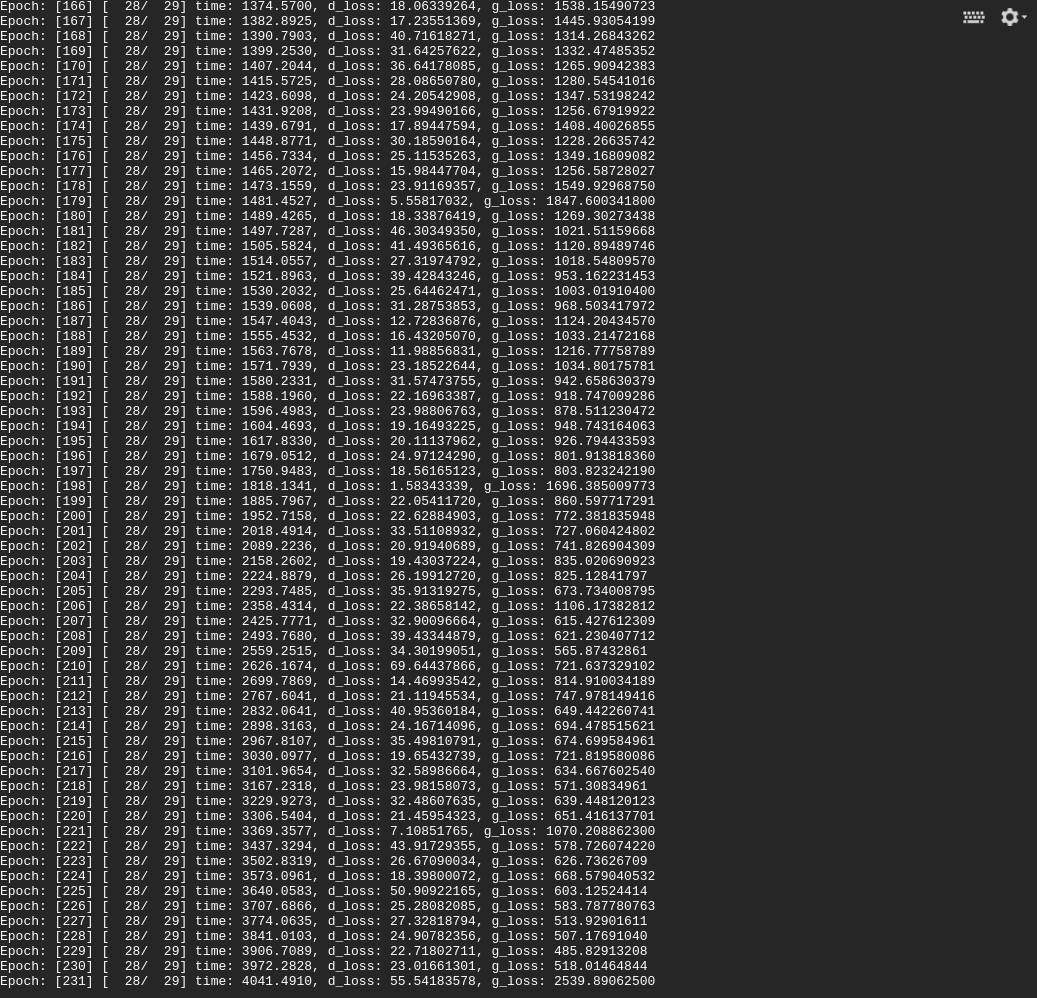 Epoch: [166] [  28/  29] time: 1374.5700, d_loss: 18.06339264, g_loss: 1538.15490723
Epoch: [167] [  28/  29] time: 1382.8925, d_loss: 17.23551369, g_loss: 1445.93054199
Epoch: [168] [  28/  29] time: 1390.7903, d_loss: 40.71618271, g_loss: 1314.26843262
Epoch: [169] [  28/  29] time: 1399.2530, d_loss: 31.64257622, g_loss: 1332.47485352
Epoch: [170] [  28/  29] time: 1407.2044, d_loss: 36.64178085, g_loss: 1265.90942383
Epoch: [171] [  28/  29] time: 1415.5725, d_loss: 28.08650780, g_loss: 1280.54541016
Epoch: [172] [  28/  29] time: 1423.6098, d_loss: 24.20542908, g_loss: 1347.53198242
Epoch: [173] [  28/  29] time: 1431.9208, d_loss: 23.99490166, g_loss: 1256.67919922
Epoch: [174] [  28/  29] time: 1439.6791, d_loss: 17.89447594, g_loss: 1408.40026855
Epoch: [175] [  28/  29] time: 1448.8771, d_loss: 30.18590164, g_loss: 1228.26635742
Epoch: [176] [  28/  29] time: 1456.7334, d_loss: 25.11535263, g_loss: 1349.16809082
Epoch: [177] [  28/  29] time: 1465.2072, d_loss: 15.98447704, g_loss: 1256.58728027
Epoch: [178] [  28/  29] time: 1473.1559, d_loss: 23.91169357, g_loss: 1549.92968750
Epoch: [179] [  28/  29] time: 1481.4527, d_loss: 5.55817032, g_loss: 1847.600341800
Epoch: [180] [  28/  29] time: 1489.4265, d_loss: 18.33876419, g_loss: 1269.30273438
Epoch: [181] [  28/  29] time: 1497.7287, d_loss: 46.30349350, g_loss: 1021.51159668
Epoch: [182] [  28/  29] time: 1505.5824, d_loss: 41.49365616, g_loss: 1120.89489746
Epoch: [183] [  28/  29] time: 1514.0557, d_loss: 27.31974792, g_loss: 1018.54809570
Epoch: [184] [  28/  29] time: 1521.8963, d_loss: 39.42843246, g_loss: 953.162231453
Epoch: [185] [  28/  29] time: 1530.2032, d_loss: 25.64462471, g_loss: 1003.01910400
Epoch: [186] [  28/  29] time: 1539.0608, d_loss: 31.28753853, g_loss: 968.503417972
Epoch: [187] [  28/  29] time: 1547.4043, d_loss: 12.72836876, g_loss: 1124.20434570
Epoch: [188] [  28/  29] time: 1555.4532, d_loss: 16.43205070, g_loss: 1033.21472168
Epoch: [189] [  28/  29] time: 1563.7678, d_loss: 11.98856831, g_loss: 1216.77758789
Epoch: [190] [  28/  29] time: 1571.7939, d_loss: 23.18522644, g_loss: 1034.80175781
Epoch: [191] [  28/  29] time: 1580.2331, d_loss: 31.57473755, g_loss: 942.658630379
Epoch: [192] [  28/  29] time: 1588.1960, d_loss: 22.16963387, g_loss: 918.747009286
Epoch: [193] [  28/  29] time: 1596.4983, d_loss: 23.98806763, g_loss: 878.511230472
Epoch: [194] [  28/  29] time: 1604.4693, d_loss: 19.16493225, g_loss: 948.743164063
Epoch: [195] [  28/  29] time: 1617.8330, d_loss: 20.11137962, g_loss: 926.794433593
Epoch: [196] [  28/  29] time: 1679.0512, d_loss: 24.97124290, g_loss: 801.913818360
Epoch: [197] [  28/  29] time: 1750.9483, d_loss: 18.56165123, g_loss: 803.823242190
Epoch: [198] [  28/  29] time: 1818.1341, d_loss: 1.58343339, g_loss: 1696.385009773
Epoch: [199] [  28/  29] time: 1885.7967, d_loss: 22.05411720, g_loss: 860.597717291
Epoch: [200] [  28/  29] time: 1952.7158, d_loss: 22.62884903, g_loss: 772.381835948
Epoch: [201] [  28/  29] time: 2018.4914, d_loss: 33.51108932, g_loss: 727.060424802
Epoch: [202] [  28/  29] time: 2089.2236, d_loss: 20.91940689, g_loss: 741.826904309
Epoch: [203] [  28/  29] time: 2158.2602, d_loss: 19.43037224, g_loss: 835.020690923
Epoch: [204] [  28/  29] time: 2224.8879, d_loss: 26.19912720, g_loss: 825.12841797
Epoch: [205] [  28/  29] time: 2293.7485, d_loss: 35.91319275, g_loss: 673.734008795
Epoch: [206] [  28/  29] time: 2358.4314, d_loss: 22.38658142, g_loss: 1106.17382812
Epoch: [207] [  28/  29] time: 2425.7771, d_loss: 32.90096664, g_loss: 615.427612309
Epoch: [208] [  28/  29] time: 2493.7680, d_loss: 39.43344879, g_loss: 621.230407712
Epoch: [209] [  28/  29] time: 2559.2515, d_loss: 34.30199051, g_loss: 565.87432861
Epoch: [210] [  28/  29] time: 2626.1674, d_loss: 69.64437866, g_loss: 721.637329102
Epoch: [211] [  28/  29] time: 2699.7869, d_loss: 14.46993542, g_loss: 814.910034189
Epoch: [212] [  28/  29] time: 2767.6041, d_loss: 21.11945534, g_loss: 747.978149416
Epoch: [213] [  28/  29] time: 2832.0641, d_loss: 40.95360184, g_loss: 649.442260741
Epoch: [214] [  28/  29] time: 2898.3163, d_loss: 24.16714096, g_loss: 694.478515621
Epoch: [215] [  28/  29] time: 2967.8107, d_loss: 35.49810791, g_loss: 674.699584961
Epoch: [216] [  28/  29] time: 3030.0977, d_loss: 19.65432739, g_loss: 721.819580086
Epoch: [217] [  28/  29] time: 3101.9654, d_loss: 32.58986664, g_loss: 634.667602540
Epoch: [218] [  28/  29] time: 3167.2318, d_loss: 23.98158073, g_loss: 571.30834961
Epoch: [219] [  28/  29] time: 3229.9273, d_loss: 32.48607635, g_loss: 639.448120123
Epoch: [220] [  28/  29] time: 3306.5404, d_loss: 21.45954323, g_loss: 651.416137701
Epoch: [221] [  28/  29] time: 3369.3577, d_loss: 7.10851765, g_loss: 1070.208862300
Epoch: [222] [  28/  29] time: 3437.3294, d_loss: 43.91729355, g_loss: 578.726074220
Epoch: [223] [  28/  29] time: 3502.8319, d_loss: 26.67090034, g_loss: 626.73626709
Epoch: [224] [  28/  29] time: 3573.0961, d_loss: 18.39800072, g_loss: 668.579040532
Epoch: [225] [  28/  29] time: 3640.0583, d_loss: 50.90922165, g_loss: 603.12524414
Epoch: [226] [  28/  29] time: 3707.6866, d_loss: 25.28082085, g_loss: 583.787780763
Epoch: [227] [  28/  29] time: 3774.0635, d_loss: 27.32818794, g_loss: 513.92901611
Epoch: [228] [  28/  29] time: 3841.0103, d_loss: 24.90782356, g_loss: 507.17691040
Epoch: [229] [  28/  29] time: 3906.7089, d_loss: 22.71802711, g_loss: 485.82913208
Epoch: [230] [  28/  29] time: 3972.2828, d_loss: 23.01661301, g_loss: 518.01464844
Epoch: [231] [  28/  29] time: 4041.4910, d_loss: 55.54183578, g_loss: 2539.89062500